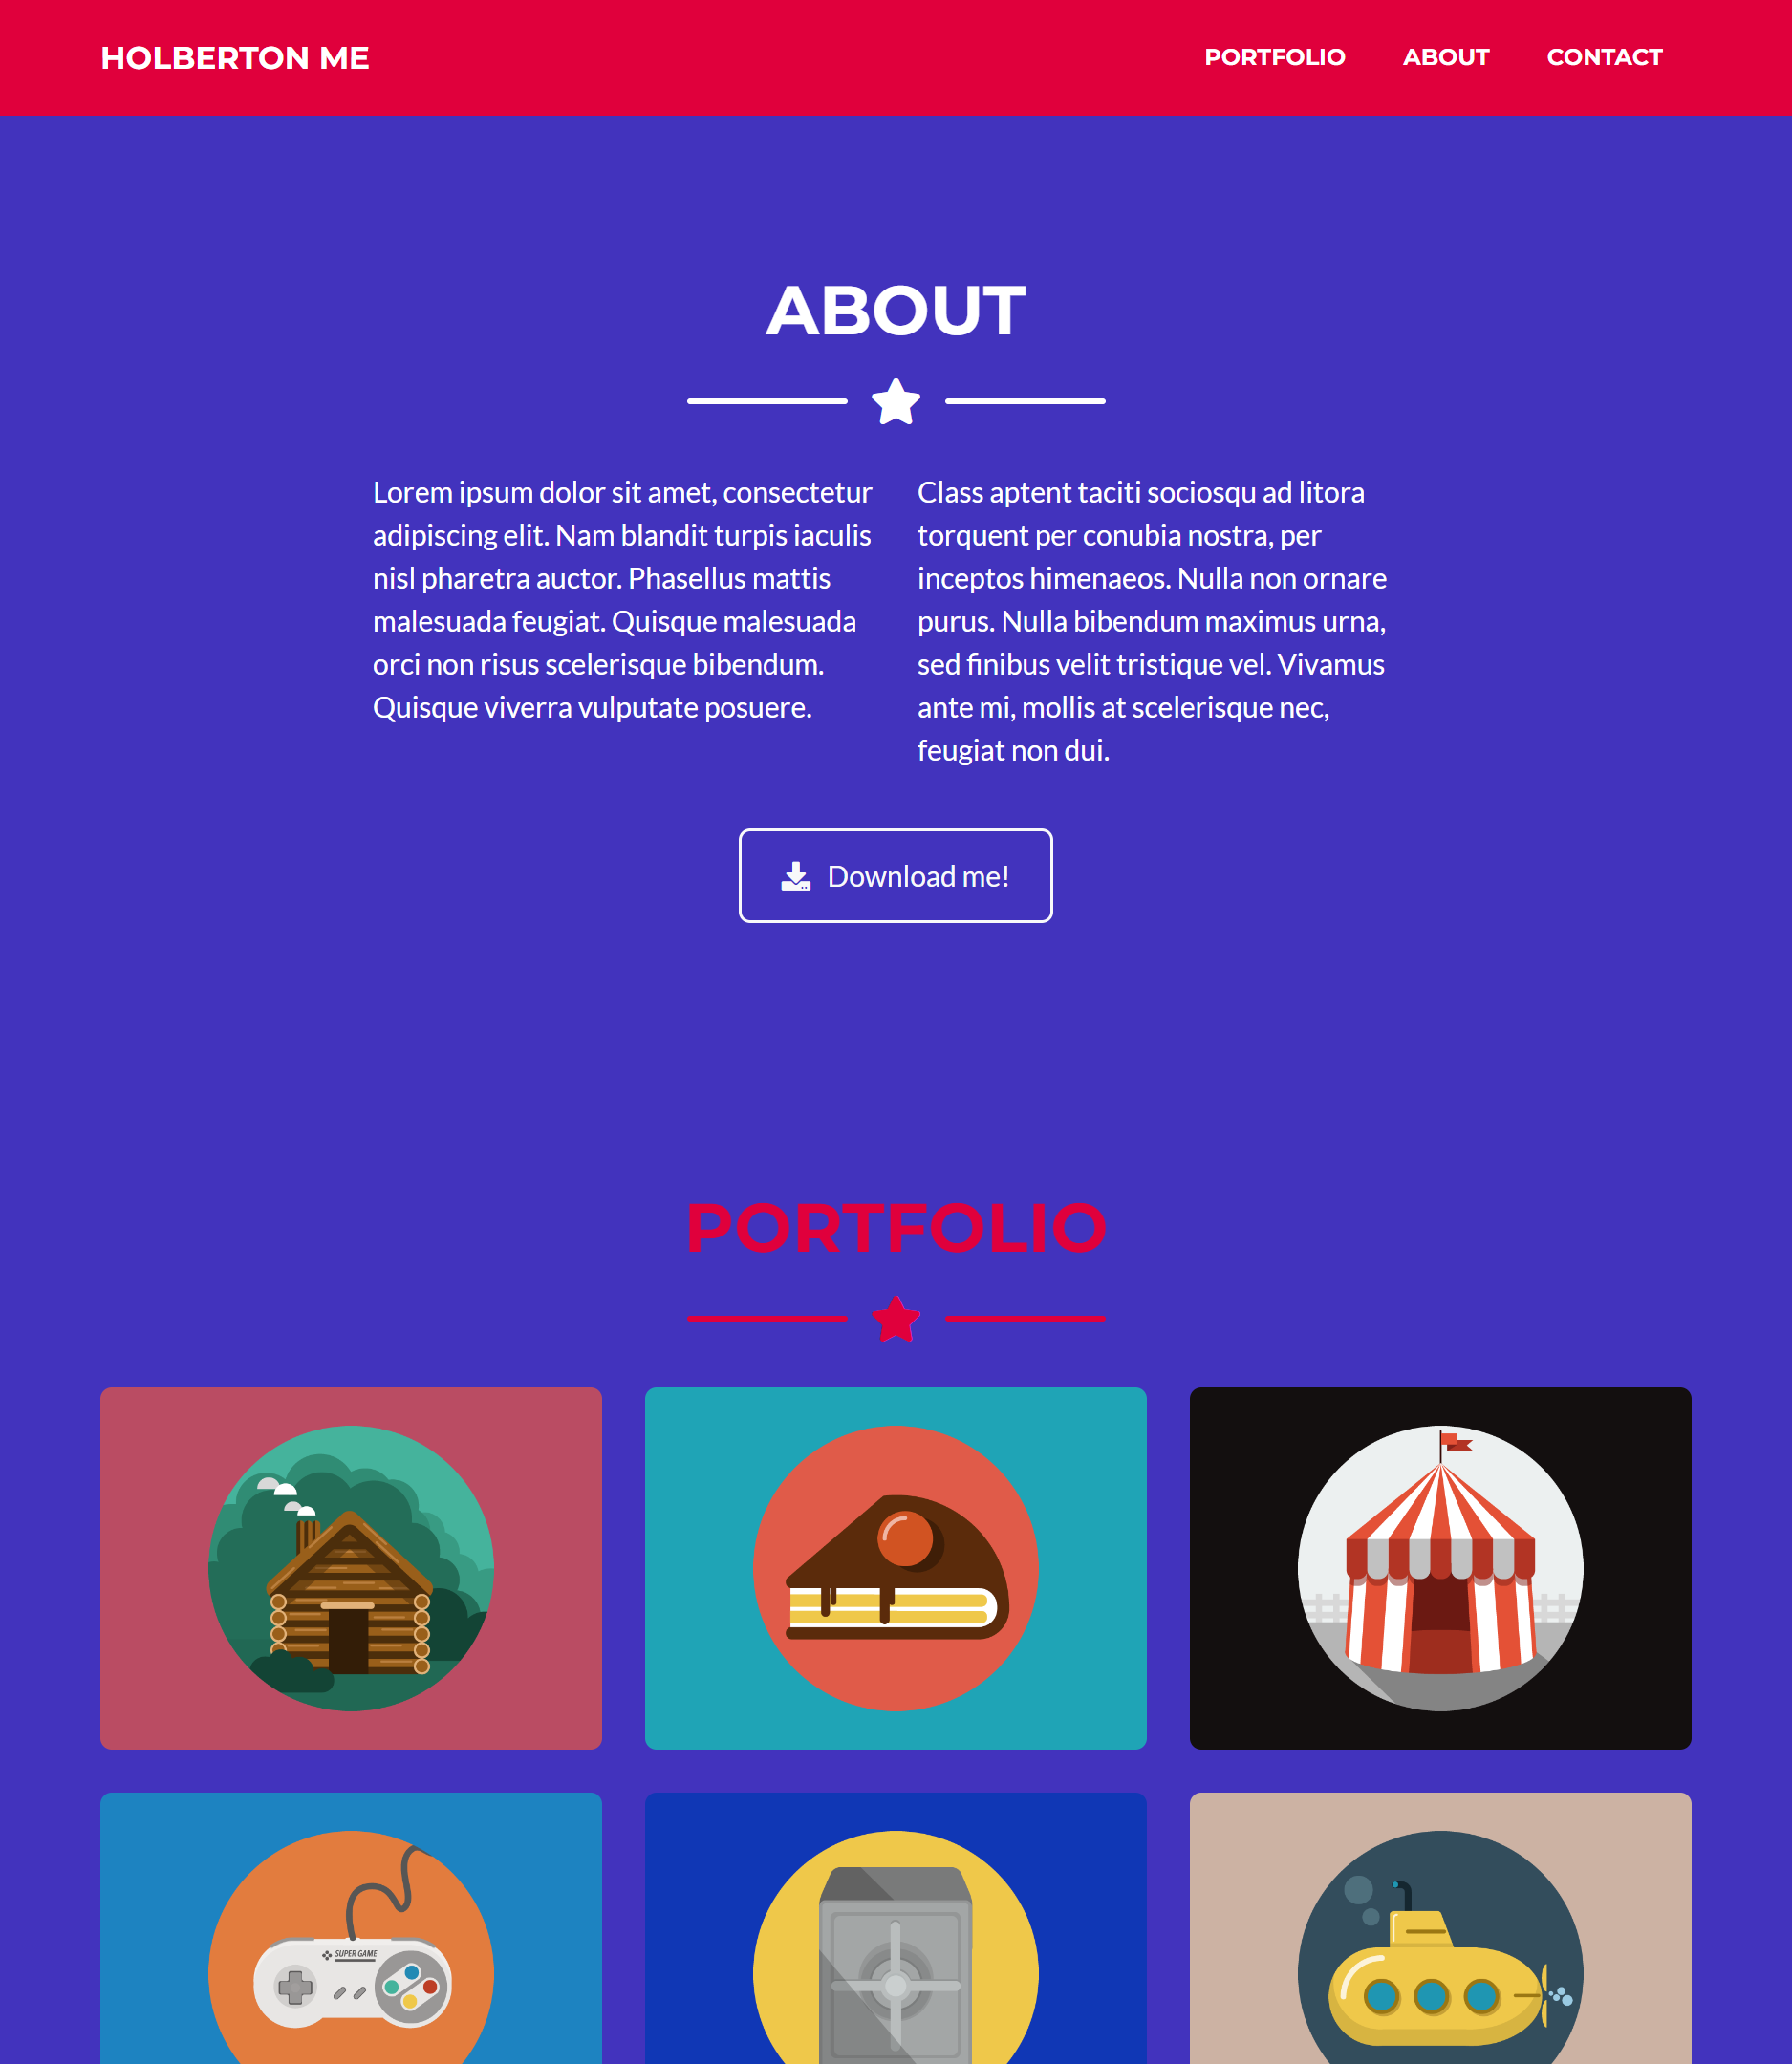 HOLBERTON ME
PORTFOLIO ABOUT CONTACT
ABOUT
Lorem ipsum dolor sit amet, consectetur
adipiscing elit. Nam blandit turpis iaculis
nisl pharetra auctor. Phasellus mattis
malesuada feugiat. Quisque malesuada
orci non risus scelerisque bibendum.
Quisque viverra vulputate posuere.
Class aptent taciti sociosqu ad litora
torquent per conubia nostra, per
inceptos himenaeos. Nulla non ornare
purus. Nulla bibendum maximus urna,
sed finibus velit tristique vel. Vivamus
ante mi, mollis at scelerisque nec,
feugiat non dui.
Download me!
PORTFOLIO
SUPER GAME